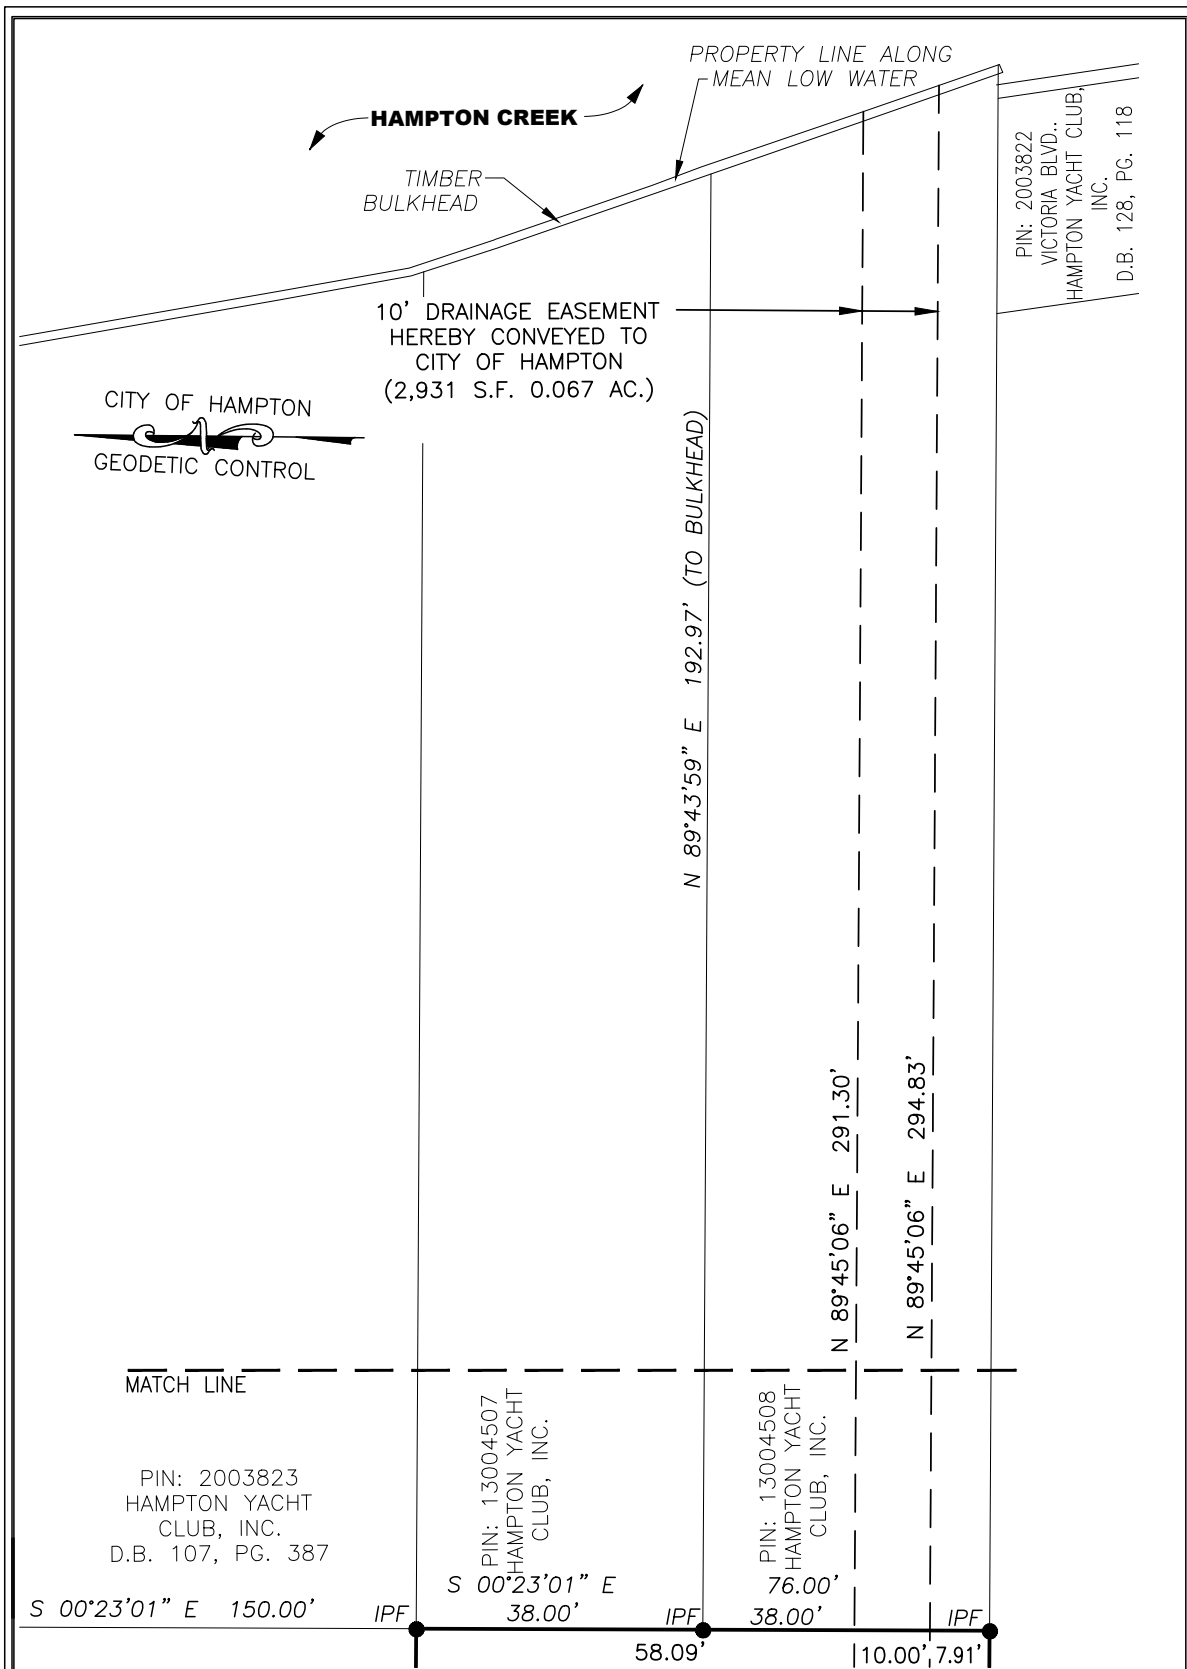 PROPERTY LINE ALONG
MEAN LOW WATER
HAMPTON CREEK
TIMBER
BULKHEAD
PIN: 2003822
VICTORIA BLVD..
HAMPTON YACHT CLUB,
INC.
D.B. 128, PG. 118
10' DRAINAGE EASEMENT
HEREBY CONVEYED TO
CITY OF HAMPTON
(2,931 S.F. 0.067 AC.)
CITY OF HAMPTON
N
GEODETIC CONTROL
N 89°43'59" E 192.97' (TO BULKHEAD)
N 89°45'06" E 291.30'
N 89°45'06" E 294.83'
MATCH LINE
PIN: 2003823
HAMPTON YACHT
CLUB, INC.
D.B. 107, PG. 387
PIN: 13004507
HAMPTON YACHT
CLUB, INC.
PIN: 13004508
HAMPTON YACHT
CLUB, INC.
S 00°23'01" E 76.00'
S 00°23'01" E 150.00'
IPF
38.00'
IPF
38.00'
IPF
58.09'
10.00'
7.91'